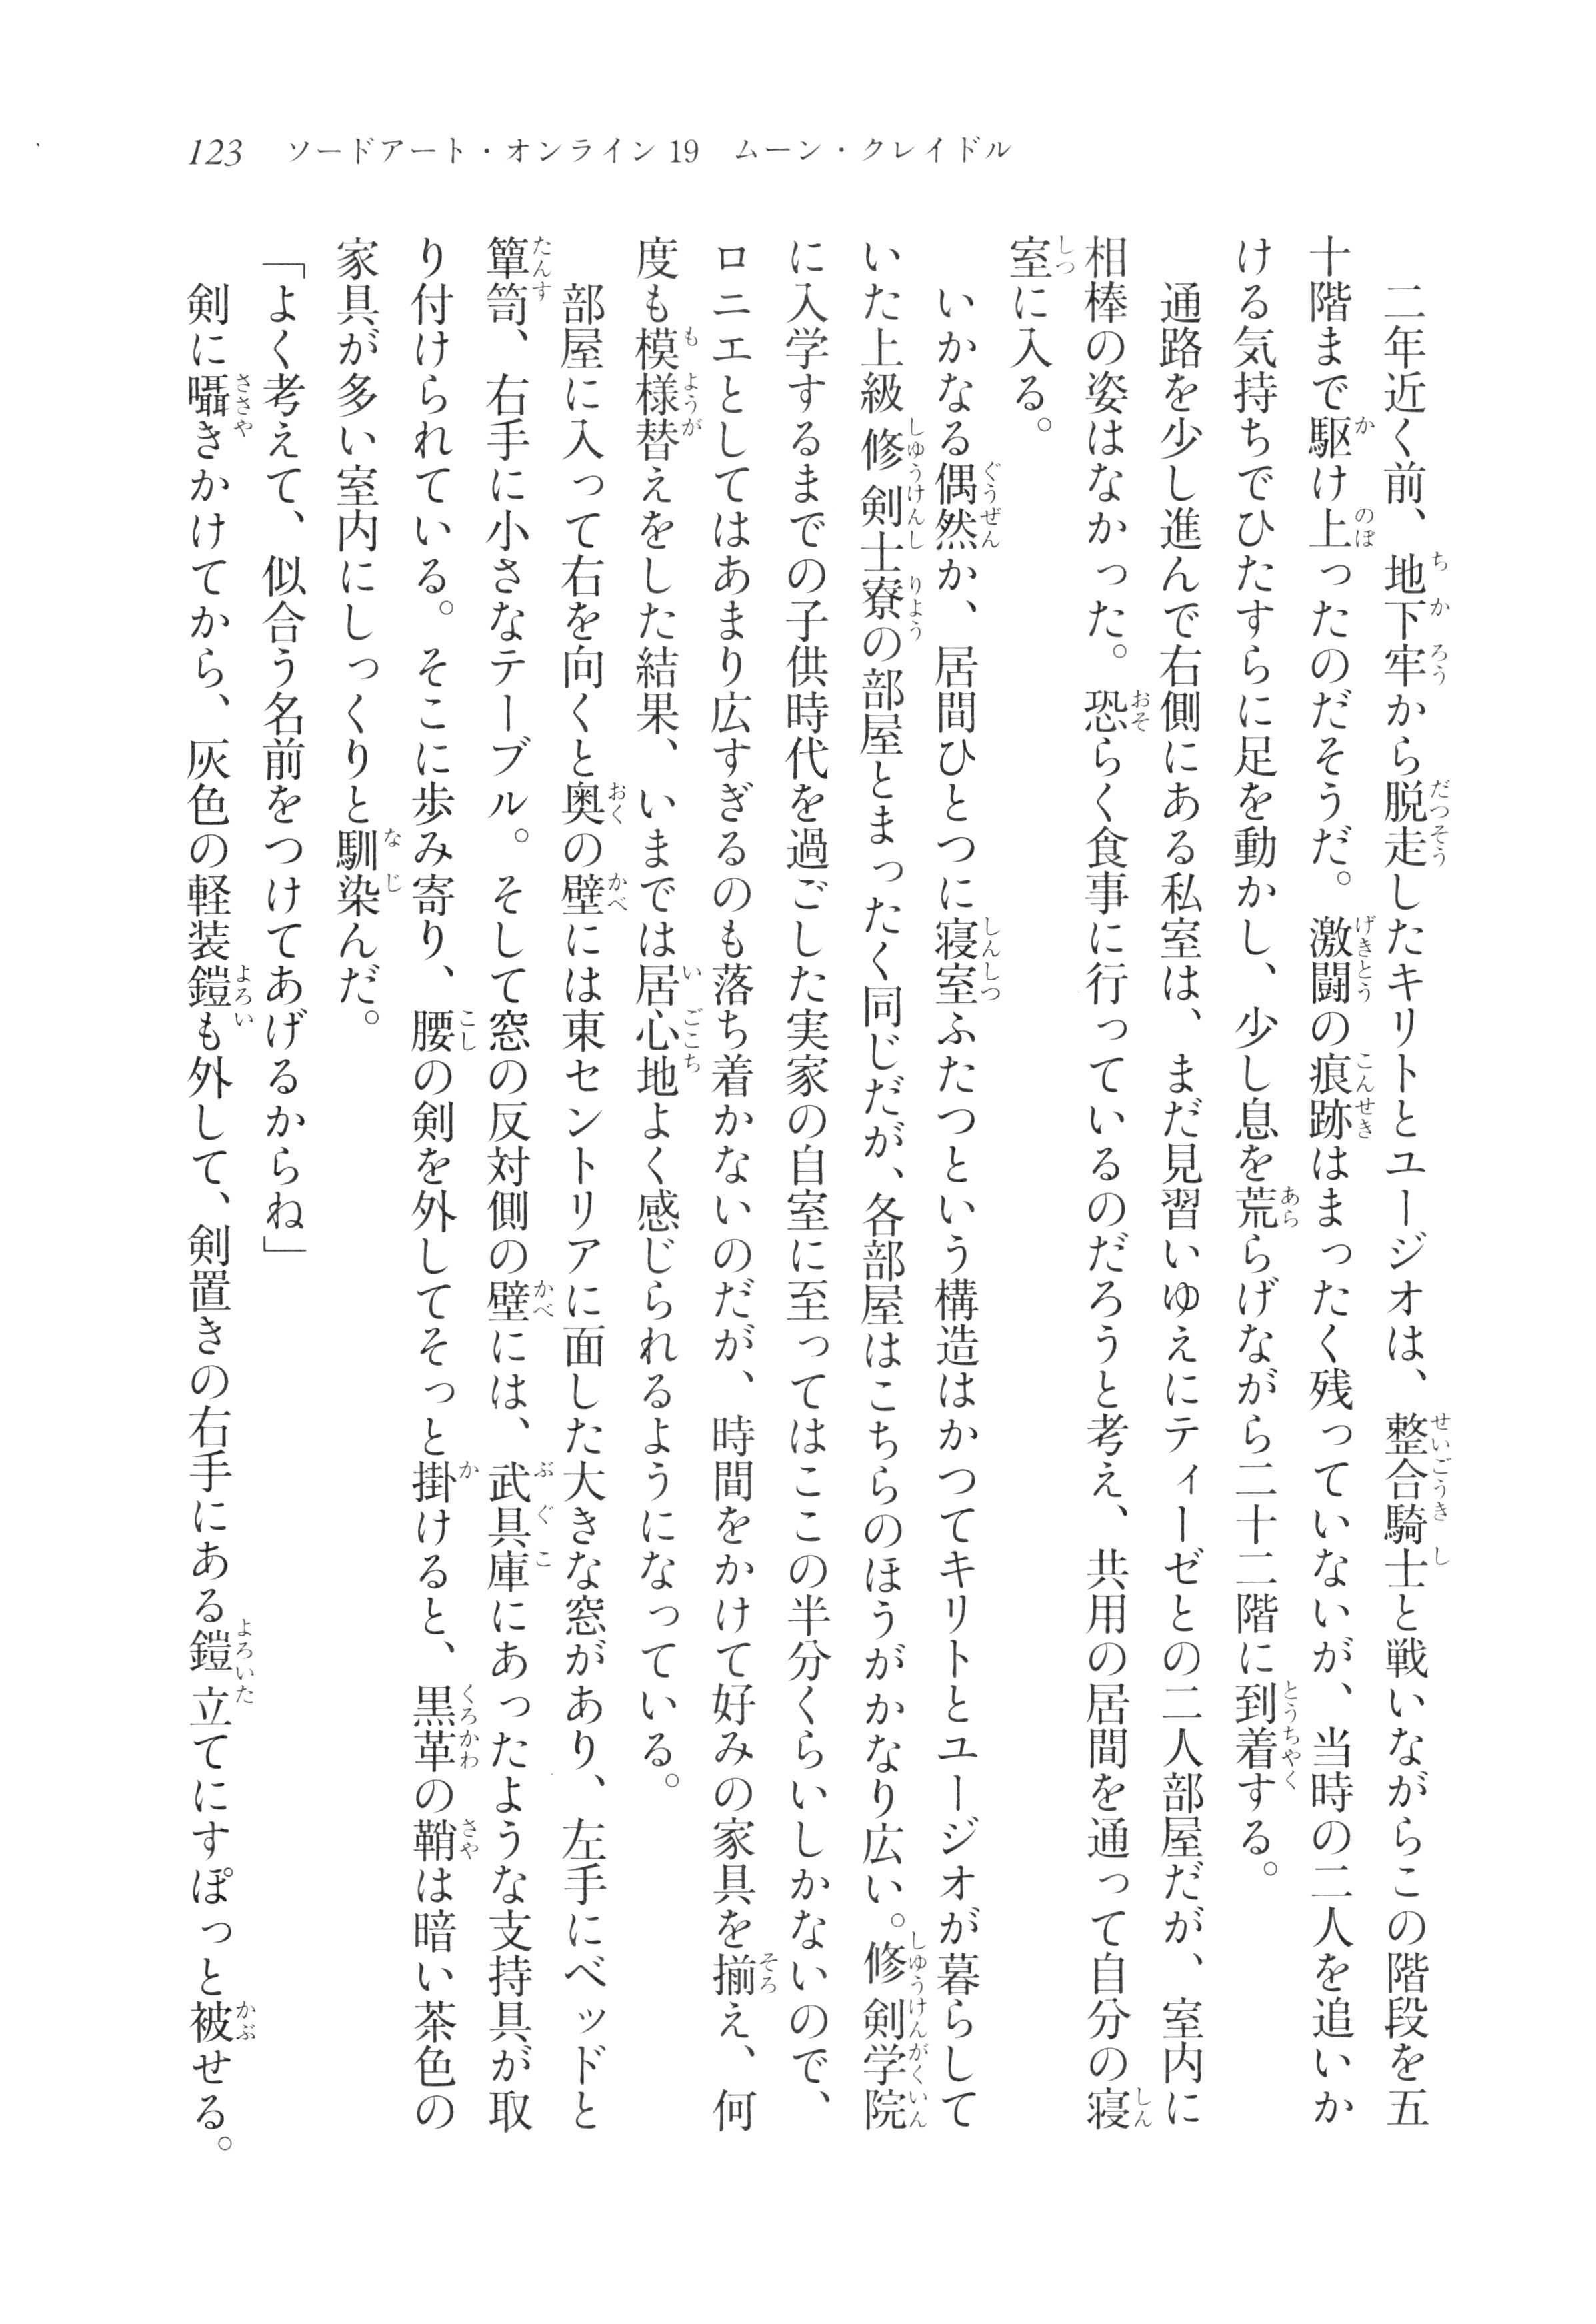 123　ソードアート・オンライン19　ムーン・クレイドル
　二年近く前、地下牢から脱走したキリトとユージオは、整合騎士と戦いながらこの階段を五
十階まで駆け上ったのだそうだ。激闘の痕跡はまったく残っていないが、当時の二人を追いか
ける気持ちでひたすらに足を動かし、少し息を荒らげながら二十二階に到着する。
　通路を少し進んで右側にある私室は、まだ見習いゆえにティーゼとの二人部屋だが、室内に
相棒の姿はなかった。恐らく食事に行っているのだろうと考え、共用の居間を通って自分の寝
室に入る。
　いかなる偶然か、居間ひとつに寝室ふたつという構造はかつてキリトとユージオが暮らして
いた上級修剣士寮の部屋とまったく同じだが、各部屋はこちらのほうがかなり広い。修剣学院
に入学するまでの子供時代を過ごした実家の自室に至ってはここの半分くらいしかないので、
ロニエとしてはあまり広すぎるのも落ち着かないのだが、時間をかけて好みの家具を揃え、何
度も模様替えをした結果、いまでは居心地よく感じられるようになっている。
　部屋に入って右を向くと奥の壁には東セントリアに面した大きな窓があり、左手にベッドと
簞笥、右手に小さなテーブル。そして窓の反対側の壁には、武具庫にあったような支持具が取
り付けられている。そこに歩み寄り、腰の剣を外してそっと掛けると、黒革の鞘は暗い茶色の
家具が多い室内にしっくりと馴染んだ。
「よく考えて、似合う名前をつけてあげるからね」
　剣に囁きかけてから、灰色の軽装鎧も外して、剣置きの右手にある鎧立てにすぽっと被せる。